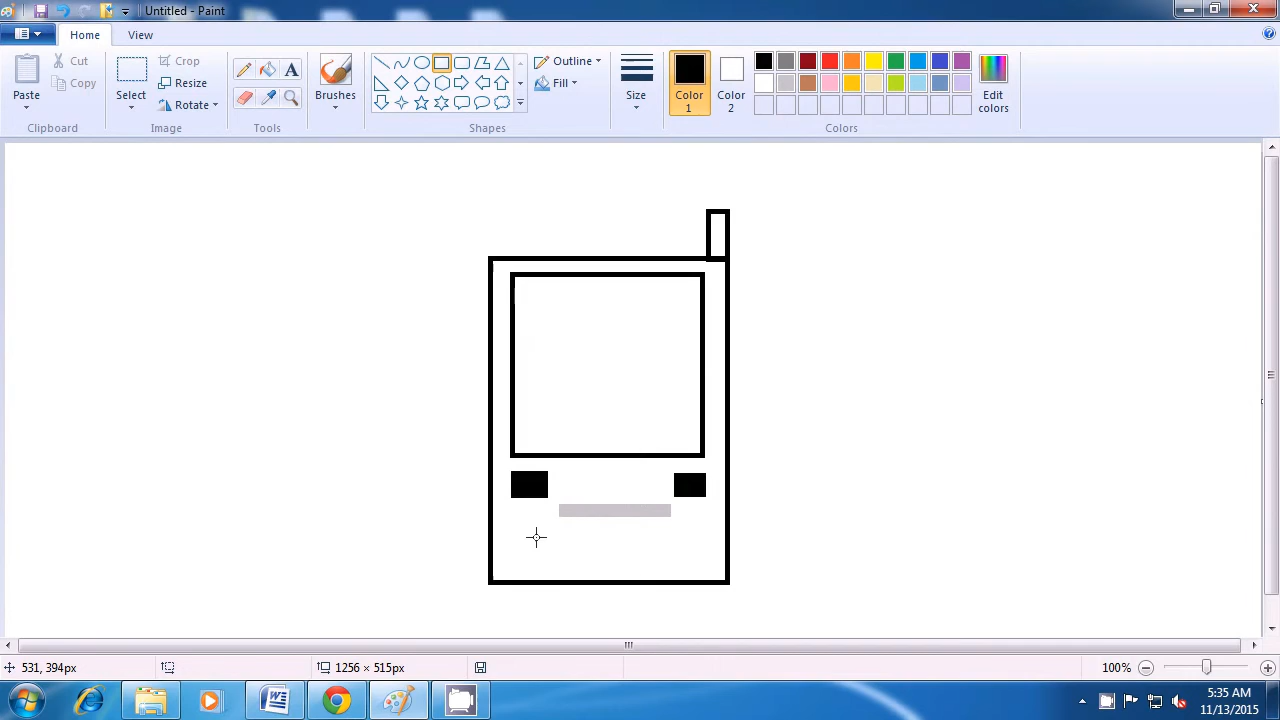 Untitled - Paint
Home View
Paste
Cut
Copy
Clipboard
Select
Crop
Resize
Rotate
Image
Tools
Brushes
Shapes
Outline
Fill
Size
Color 1
Color 2
Edit colors
Colors
531, 394px
1256 × 515px
100%
5:35 AM
11/13/2015